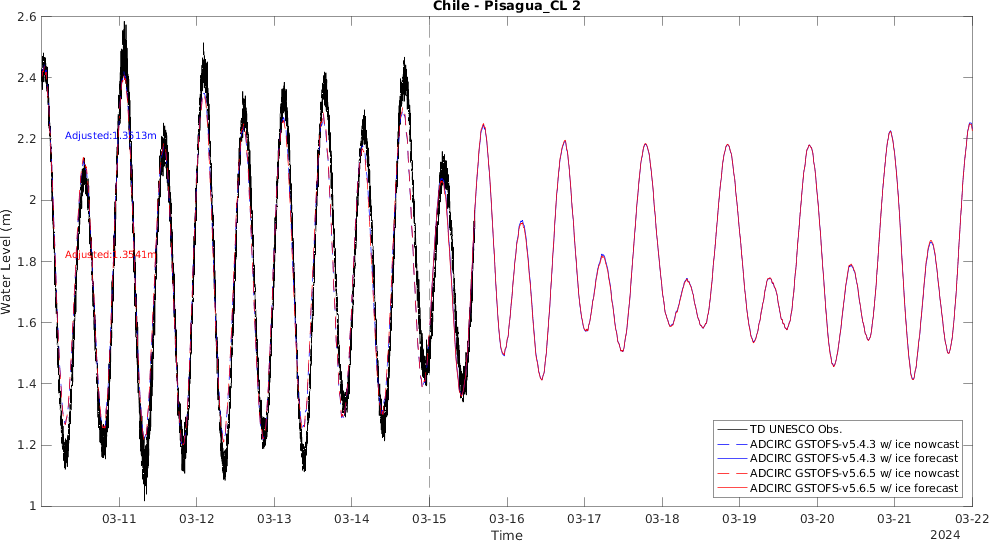 Chile - Pisagua_CL 2
2.6
2.4
2.2
2
1.8
1.6
1.4
1.2
1
Water Level (m)
Adjusted:1.3513m
Adjusted:1.3541m
TD UNESCO Obs.
ADCIRC GSTOFS-v5.4.3 w/ ice nowcast
ADCIRC GSTOFS-v5.4.3 w/ ice forecast
ADCIRC GSTOFS-v5.6.5 w/ ice nowcast
ADCIRC GSTOFS-v5.6.5 w/ ice forecast
03-11 03-12 03-13 03-14 03-15 03-16 03-17 03-18 03-19 03-20 03-21 03-22
Time
2024